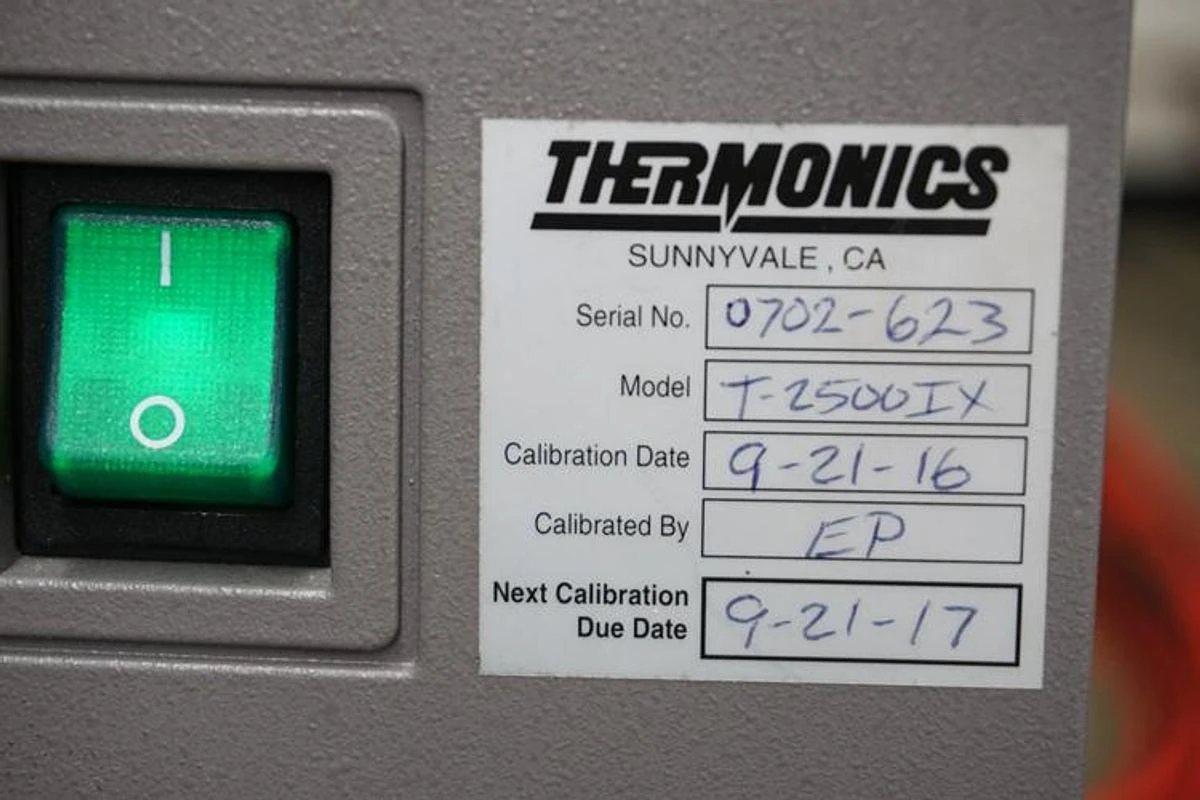 THERMONICS
SUNNYVALE, CA
Serial No. 0702-623
Model T-2500IX
Calibration Date 9-21-16
Calibrated By EP
Next Calibration
Due Date 9-21-17